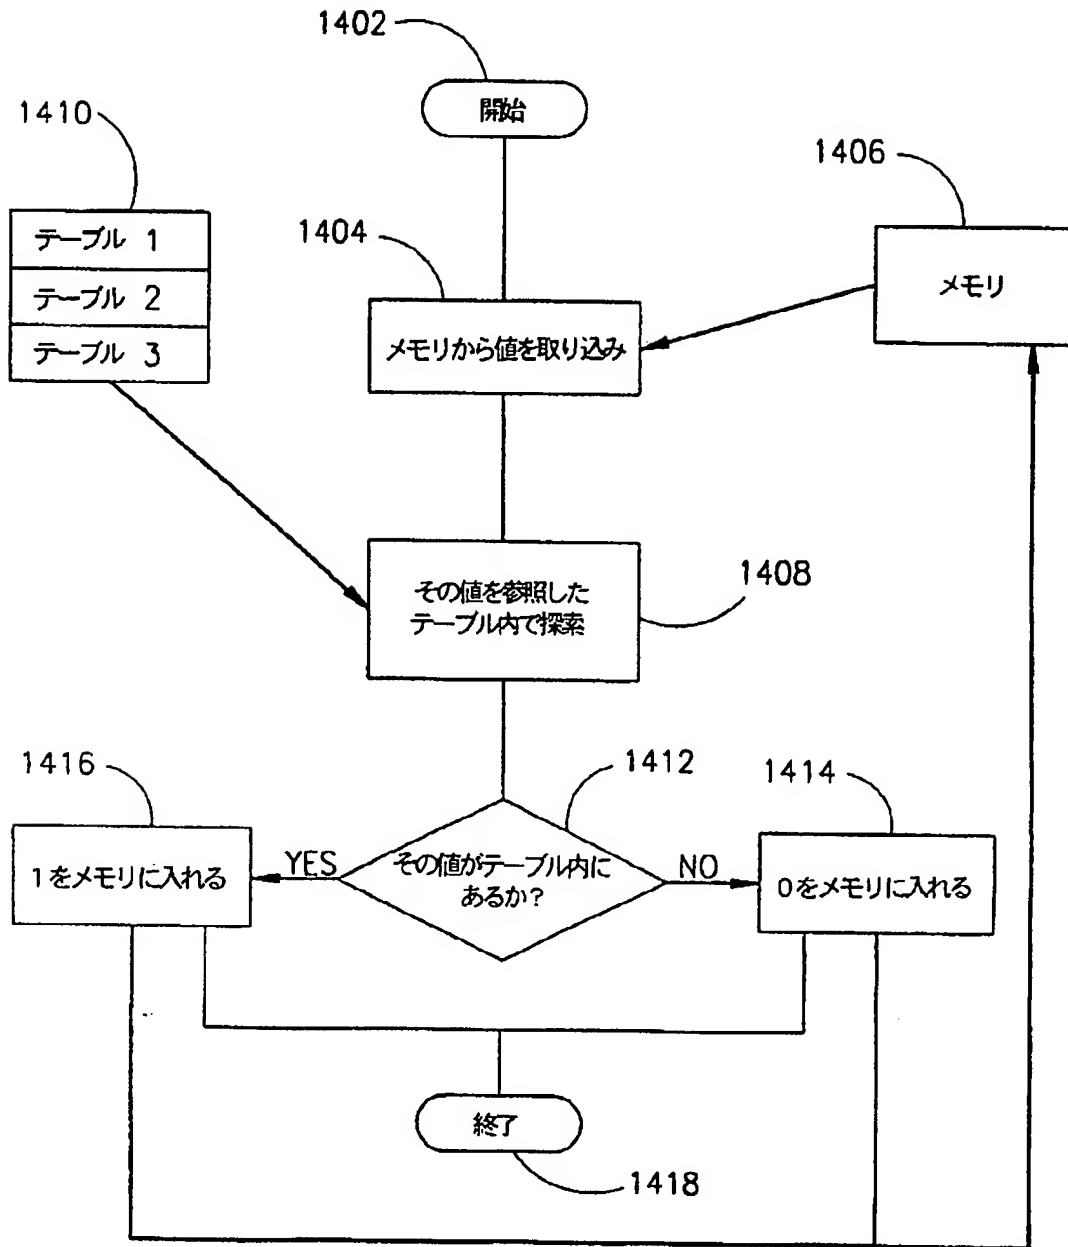 1402
開始
1410
1406
テーブル 1
テーブル 2
テーブル 3
1404
メモリ
メモリから値を取り込み
その値を参照した
テーブル内で探索
1408
1416
1412
1414
1をメモリに入れる
YES
その値がテーブル内に
あるか?
NO
0をメモリに入れる
終了
1418